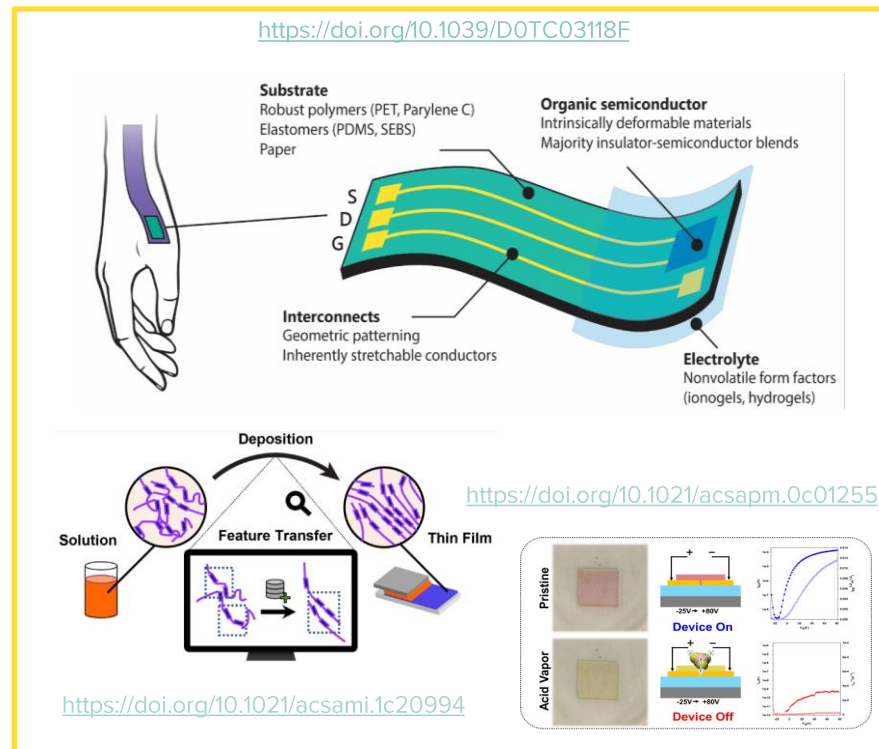 https://doi.org/10.1039/D0TC03118F
Substrate
Robust polymers (PET, Parylene C)
Elastomers (PDMS, SEBS)
Paper
Organic semiconductor
Intrinsically deformable materials
Majority insulator-semiconductor blends
S
D
G
Interconnects
Geometric patterning
Inherently stretchable conductors
Electrolyte
Nonvolatile form factors
(ionogels, hydrogels)
Deposition
Solution
Feature Transfer
Thin Film
https://doi.org/10.1021/acsami.1c20994
https://doi.org/10.1021/acsapm.0c01255
Pristine
+ −
-25V→ +80V
Device On
Acid Vapor
+ −
-25V→ +80V
Device Off